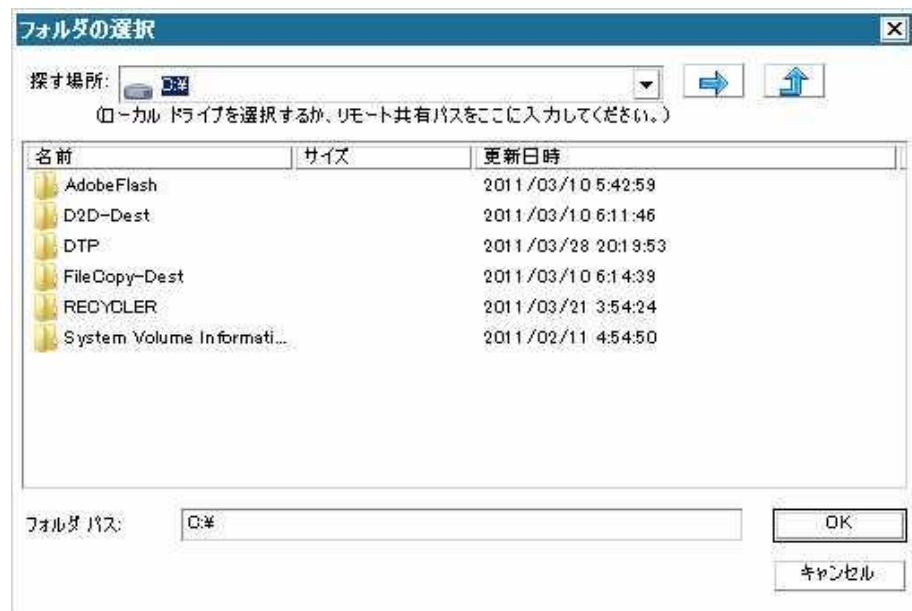 フォルダの選択
探す場所: D:¥
(ローカル ドライブを選択するか、リモート共有パスをここに入力してください。)
名前 サイズ 更新日時
AdobeFlash 2011/03/10 5:42:59
D2D-Dest 2011/03/10 6:11:46
DTP 2011/03/28 20:19:53
FileCopy-Dest 2011/03/10 6:14:39
RECYCLER 2011/03/21 3:54:24
System Volume Informati... 2011/02/11 4:54:50
フォルダ パス: C:¥ OK
キャンセル